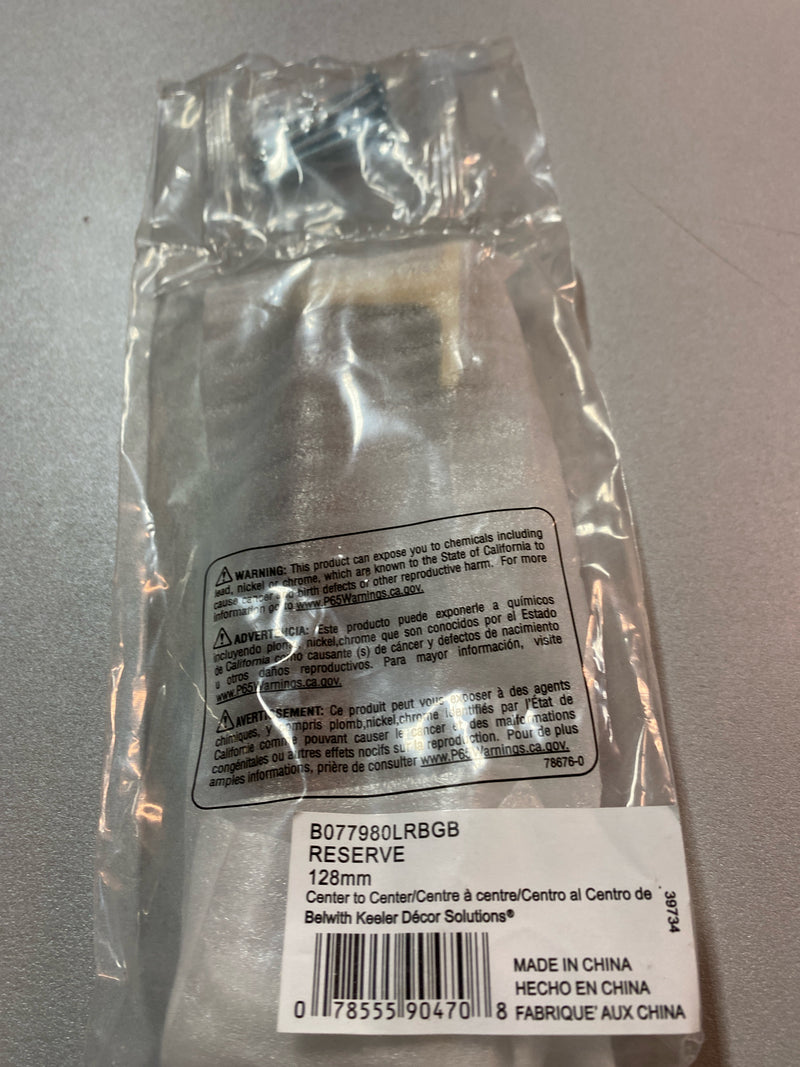 WARNING: This product can expose you to chemicals including
lead, nickel or chrome, which are known to the State of California to
cause cancer and birth defects or other reproductive harm. For more
information go to www.P65Warnings.ca.gov.
ADVERTENCIA: Este producto puede exponerle a químicos
incluyendo plomo, nickel,chrome que son conocidos por el Estado
de California como causante (s) de cáncer y defectos de nacimiento
u otros daños reproductivos. Para mayor información, visite
www.P65Warnings.ca.gov.
AVERTISSEMENT: Ce produit peut vous exposer à des agents
chimiques, y compris plomb,nickel,chrome identifiés par l'État de
Californie comme pouvant causer le cancer et des malformations
congénitales ou autres effets nocifs sur la reproduction. Pour de plus
amples informations, prière de consulter www.P65Warnings.ca.gov.
78676-0
B077980LRBGB
RESERVE
128mm
Center to Center/Centre à centre/Centro al Centro de
Belwith Keeler Décor Solutions®
39734
MADE IN CHINA
HECHO EN CHINA
FABRIQUE' AUX CHINA
0 78555 90470 8